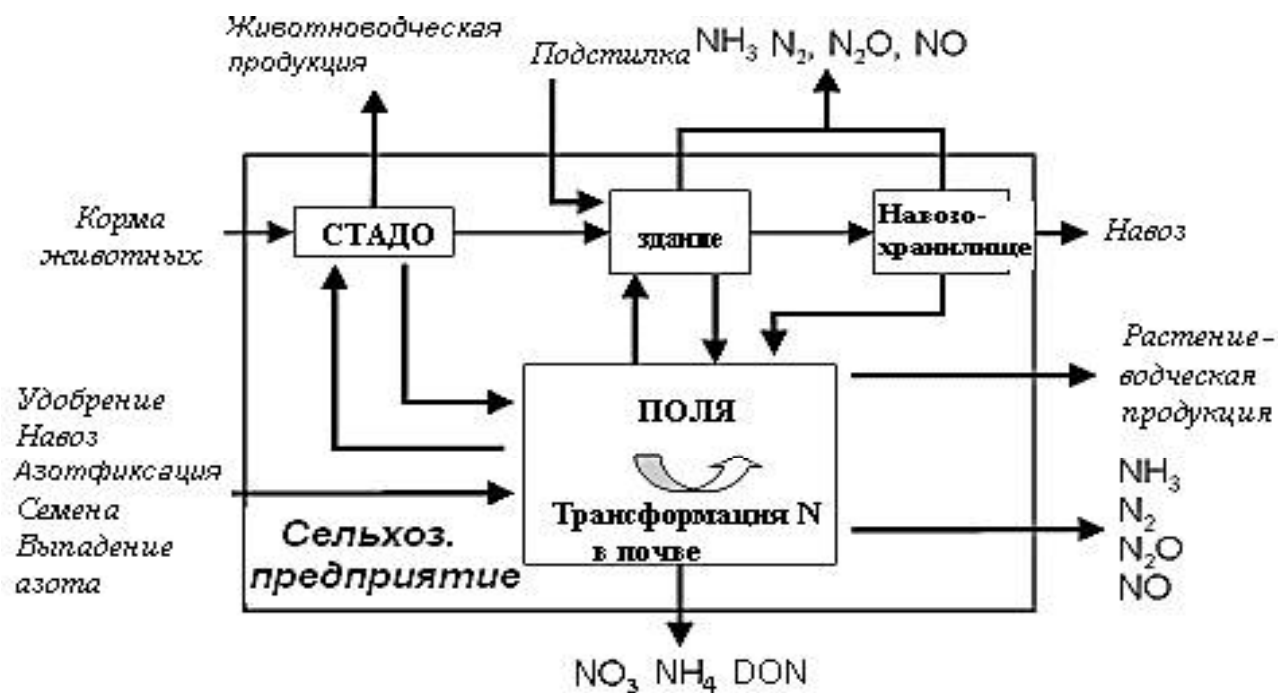 Животноводческая
продукция
Подстилка
NH3 N2, N2O, NO
Корма
животных
СТАДО
здание
Навозо-
хранилище
Навоз
Растение-
водческая
продукция
Удобрение
Навоз
Азотфиксация
Семена
Выпадение
азота
ПОЛЯ
Трансформация N
в почве
Сельхоз.
предприятие
NH3
N2
N2O
NO
NO3 NH4 DON